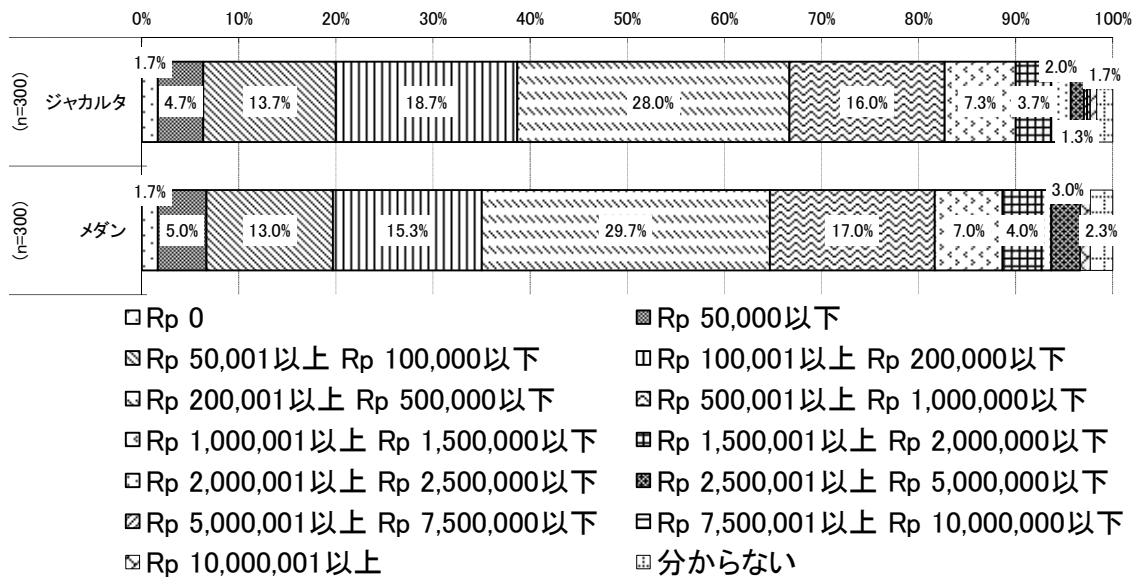 0% 10% 20% 30% 40% 50% 60% 70% 80% 90% 100%
(n=300) ジャカルタ 1.7% 4.7% 13.7% 18.7% 28.0% 16.0% 7.3% 3.7% 2.0% 1.3% 1.7%
(n=300) メダン 1.7% 5.0% 13.0% 15.3% 29.7% 17.0% 7.0% 4.0% 3.0% 2.3%
Rp 0 Rp 50,000以下
Rp 50,001以上 Rp 100,000以下 Rp 100,001以上 Rp 200,000以下
Rp 200,001以上 Rp 500,000以下 Rp 500,001以上 Rp 1,000,000以下
Rp 1,000,001以上 Rp 1,500,000以下 Rp 1,500,001以上 Rp 2,000,000以下
Rp 2,000,001以上 Rp 2,500,000以下 Rp 2,500,001以上 Rp 5,000,000以下
Rp 5,000,001以上 Rp 7,500,000以下 Rp 7,500,001以上 Rp 10,000,000以下
Rp 10,000,001以上 分からない